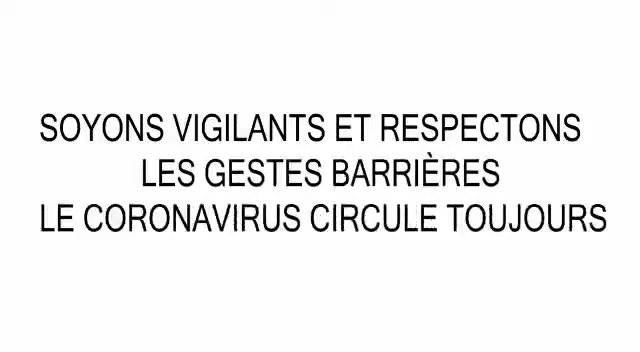 SOYONS VIGILANTS ET RESPECTONS
LES GESTES BARRIÈRES
LE CORONAVIRUS CIRCULE TOUJOURS